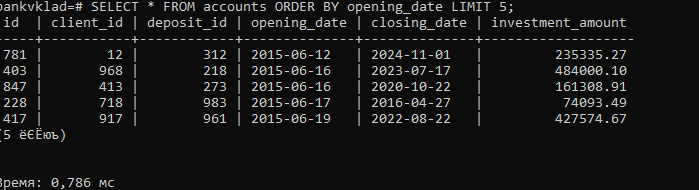 bankvklad=# SELECT * FROM accounts ORDER BY opening_date LIMIT 5;
id | client_id | deposit_id | opening_date | closing_date | investment_amount
-----+-----------+------------+--------------+--------------+-------------------
781 | 12 | 312 | 2015-06-12 | 2024-11-01 | 235335.27
403 | 968 | 218 | 2015-06-16 | 2023-07-17 | 484000.10
847 | 413 | 273 | 2015-06-16 | 2020-10-22 | 161308.91
228 | 718 | 983 | 2015-06-17 | 2016-04-27 | 74093.49
417 | 917 | 961 | 2015-06-19 | 2022-08-22 | 427574.67
(5 ёЄЁюъ)
Время: 0,786 мс